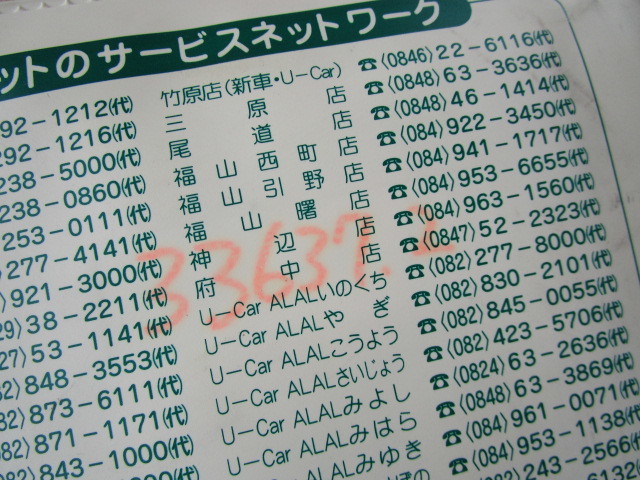 ットのサービスネットワーク
292-1212(代)
292-1216(代)
238-5000(代)
238-0860(代)
253-0111(代)
277-4141(代)
)921-3000(代)
29)38-2211(代)
27)53-1141(代)
82)848-3553(代)
82)873-6111(代)
82)871-1171(代)
82)843-1000(代)
竹原店(新車・U-Car) ☎(0846)22-6116(代)
三原店 ☎(0848)63-3636(代)
尾道店 ☎(0848)46-1414(代)
福山西町店 ☎(084)922-3450(代)
福山引野店 ☎(084)941-1717(代)
福山曙店 ☎(084)953-6655(代)
神辺店 ☎(084)963-1560(代)
府中店 ☎(0847)52-2323(代)
U-Car ALALいのくち ☎(082)277-8000(代)
U-Car ALALやぎ ☎(082)830-2101(代)
U-Car ALALこうよう ☎(082)845-0055(代)
U-Car ALALさいじょう ☎(082)423-5706(代)
U-Car ALALみよし ☎(0824)63-2636(代)
U-Car ALALみはら ☎(0848)63-3869(代)
U-Car ALALみゆき ☎(084)961-0071(代)
ぼの ☎(084)953-1138(代)
243-2566(
33637.1